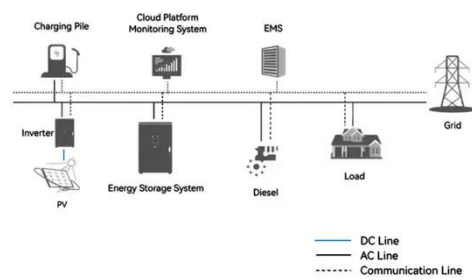 Cloud Platform
Monitoring System
Charging Pile
EMS
Grid
Inverter
PV
Energy Storage System
Diesel
Load
DC Line
AC Line
Communication Line